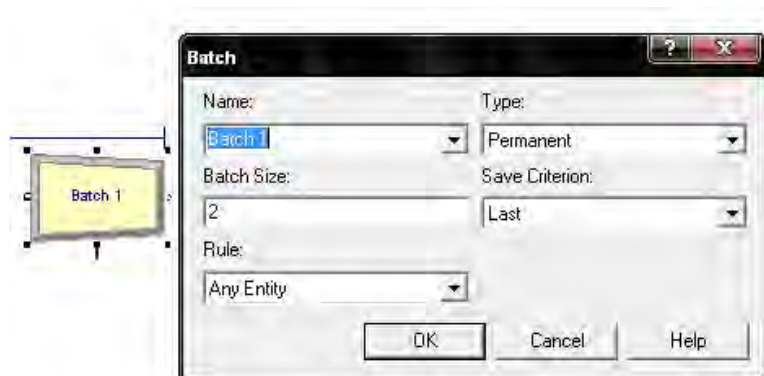 Batch
?
X
Name:
Type:
Batch 1
Permanent
Batch 1
Batch Size:
Save Criterion:
2
Last
Rule:
Any Entity
OK
Cancel
Help